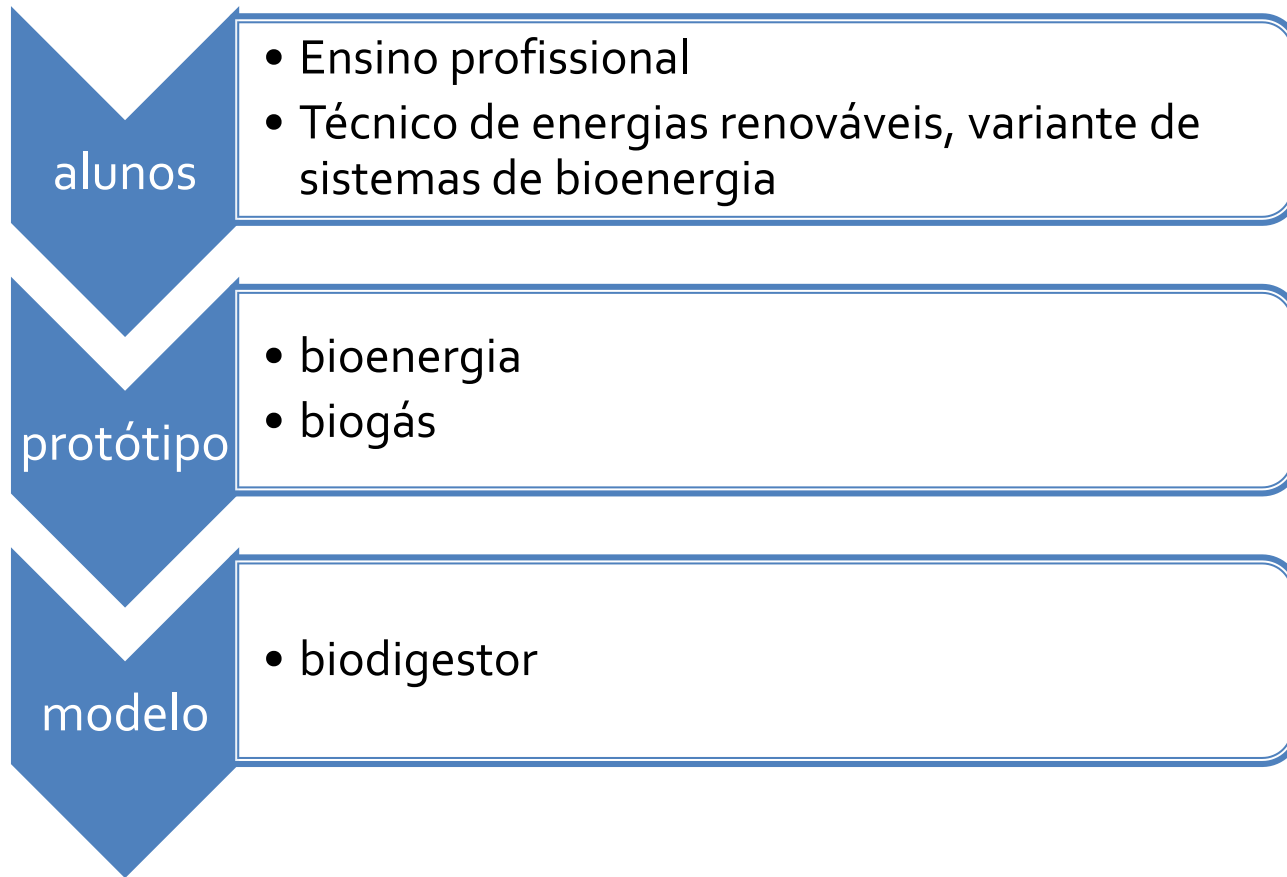 alunos
• Ensino profissional
• Técnico de energias renováveis, variante de
sistemas de bioenergia
protótipo
• bioenergia
• biogás
modelo
• biodigestor